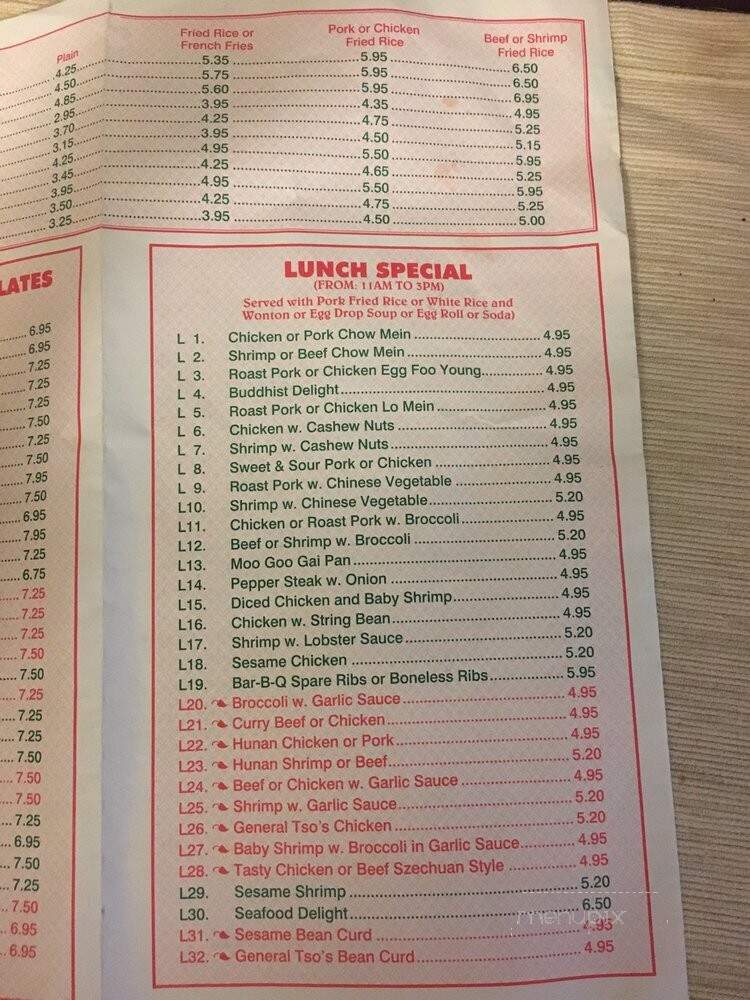 Plain
Fried Rice or
French Fries
Pork or Chicken
Fried Rice
Beef or Shrimp
Fried Rice
4.25 5.35 5.95 6.50
4.50 5.75 5.95 6.50
4.85 5.60 5.95 6.95
2.95 3.95 4.35 4.95
3.70 4.25 4.75 5.25
3.15 3.95 4.50 5.15
4.25 4.95 5.50 5.95
3.45 4.25 4.65 5.25
3.95 4.95 5.50 5.95
3.50 4.25 4.75 5.25
3.25 3.95 4.50 5.00
LATES
6.95
6.95
7.25
7.25
7.25
7.50
7.25
7.50
7.95
7.50
6.95
7.95
7.25
6.75
7.25
7.25
7.25
7.50
7.50
7.25
7.25
7.25
7.50
7.50
7.50
7.25
6.95
7.50
7.25
7.50
6.95
6.95
LUNCH SPECIAL
(FROM: 11AM TO 3PM)
Served with Pork Fried Rice or White Rice and
Wonton or Egg Drop Soup or Egg Roll or Soda)
L 1. Chicken or Pork Chow Mein 4.95
L 2. Shrimp or Beef Chow Mein 4.95
L 3. Roast Pork or Chicken Egg Foo Young 4.95
L 4. Buddhist Delight 4.95
L 5. Roast Pork or Chicken Lo Mein 4.95
L 6. Chicken w. Cashew Nuts 4.95
L 7. Shrimp w. Cashew Nuts 4.95
L 8. Sweet & Sour Pork or Chicken 4.95
L 9. Roast Pork w. Chinese Vegetable 4.95
L10. Shrimp w. Chinese Vegetable 5.20
L11. Chicken or Roast Pork w. Broccoli 4.95
L12. Beef or Shrimp w. Broccoli 5.20
L13. Moo Goo Gai Pan 4.95
L14. Pepper Steak w. Onion 4.95
L15. Diced Chicken and Baby Shrimp 4.95
L16. Chicken w. String Bean 4.95
L17. Shrimp w. Lobster Sauce 5.20
L18. Sesame Chicken 5.20
L19. Bar-B-Q Spare Ribs or Boneless Ribs 5.95
L20. Broccoli w. Garlic Sauce 4.95
L21. Curry Beef or Chicken 4.95
L22. Hunan Chicken or Pork 4.95
L23. Hunan Shrimp or Beef 5.20
L24. Beef or Chicken w. Garlic Sauce 4.95
L25. Shrimp w. Garlic Sauce 5.20
L26. General Tso's Chicken 5.20
L27. Baby Shrimp w. Broccoli in Garlic Sauce 4.95
L28. Tasty Chicken or Beef Szechuan Style 4.95
L29. Sesame Shrimp 5.20
L30. Seafood Delight 6.50
menupix
L31. Sesame Bean Curd 4.95
L32. General Tso's Bean Curd 4.95